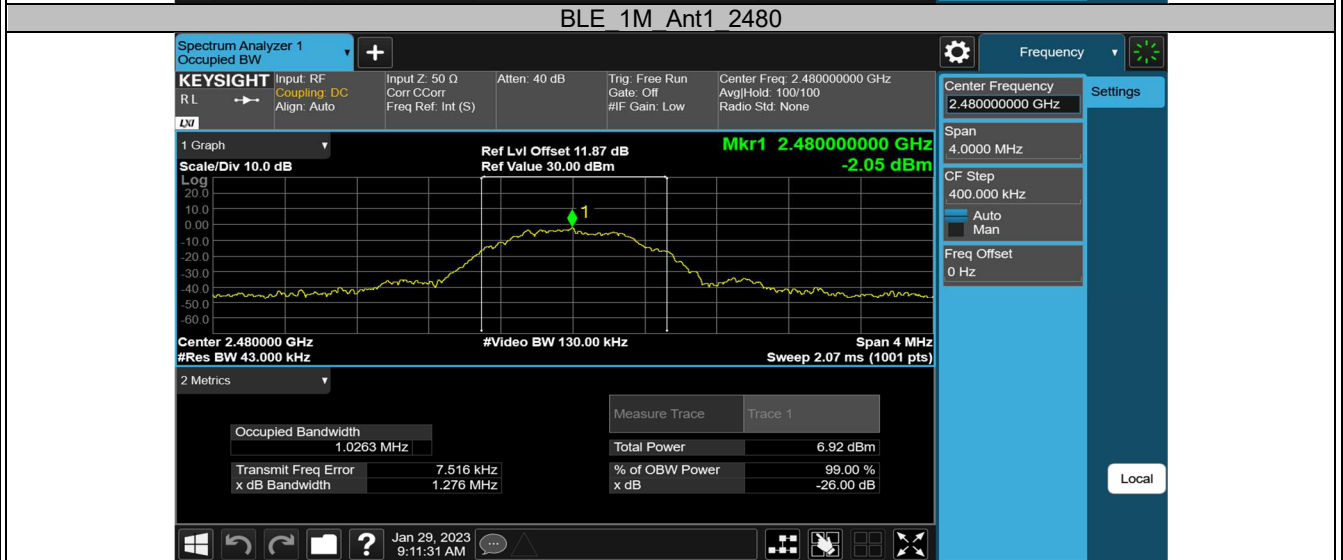 BLE_1M_Ant1_2480
Spectrum Analyzer 1
Occupied BW
+
Frequency
KEYSIGHT
R L
LXI
Input: RF
Coupling: DC
Align: Auto
Input Z: 50 Ω
Corr CCorr
Freq Ref: Int (S)
Atten: 40 dB
Trig: Free Run
Gate: Off
#IF Gain: Low
Center Freq: 2.480000000 GHz
Avg|Hold: 100/100
Radio Std: None
Center Frequency
2.480000000 GHz
Settings
Span
4.0000 MHz
CF Step
400.000 kHz
Auto
Man
Freq Offset
0 Hz
Local
1 Graph
Scale/Div 10.0 dB
Ref Lvl Offset 11.87 dB
Ref Value 30.00 dBm
Mkr1 2.480000000 GHz
-2.05 dBm
Log
20.0
10.0
0.00
-10.0
-20.0
-30.0
-40.0
-50.0
-60.0
1
Center 2.480000 GHz
#Video BW 130.00 kHz
Span 4 MHz
#Res BW 43.000 kHz
Sweep 2.07 ms (1001 pts)
2 Metrics
Measure Trace
Trace 1
Occupied Bandwidth
1.0263 MHz
Total Power
6.92 dBm
Transmit Freq Error
7.516 kHz
% of OBW Power
99.00 %
x dB Bandwidth
1.276 MHz
x dB
-26.00 dB
?
Jan 29, 2023
9:11:31 AM